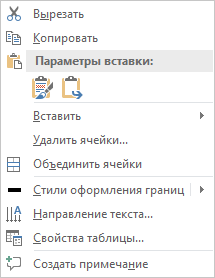 Вырезать
Копировать
Параметры вставки:
Вставить
Удалить ячейки...
Объединить ячейки
Стили оформления границ
Направление текста...
Свойства таблицы...
Создать примечание